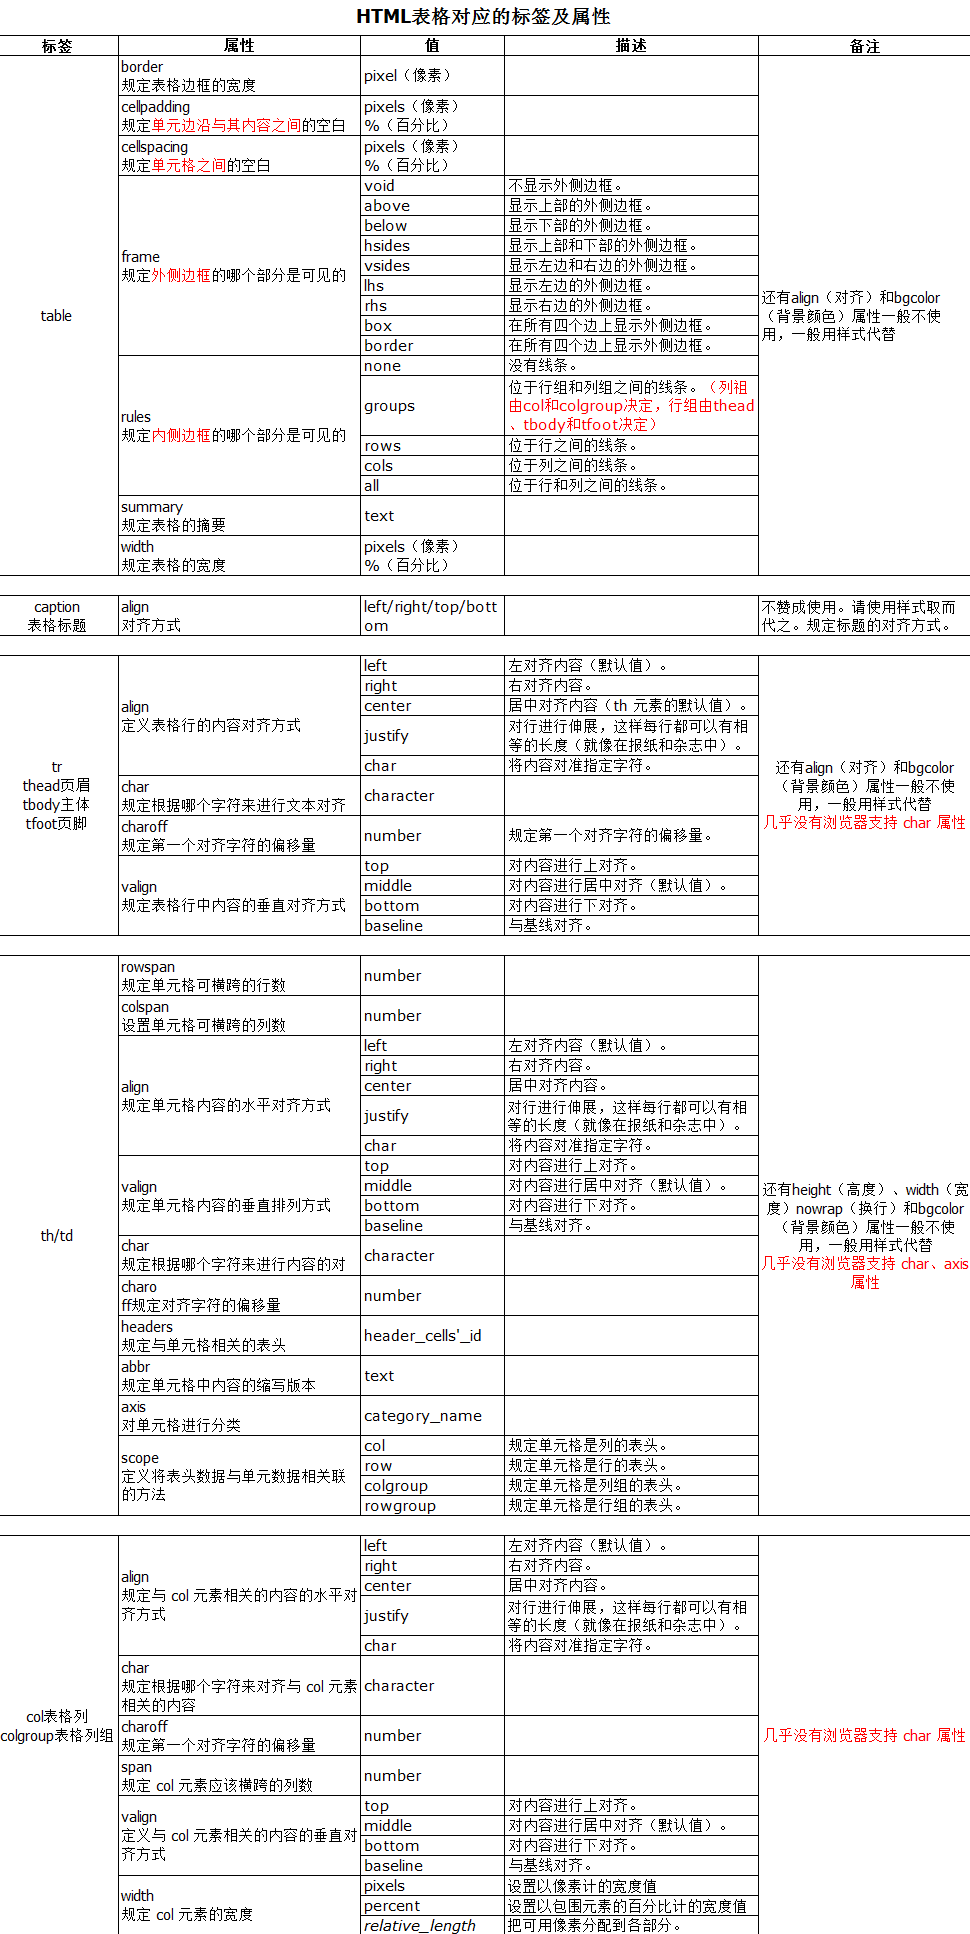 HTML表格对应的标签及属性
标签 属性 值 描述 备注
table
border
规定表格边框的宽度
pixel（像素）
cellpadding
规定单元边沿与其内容之间的空白
pixels（像素）
%（百分比）
cellspacing
规定单元格之间的空白
pixels（像素）
%（百分比）
frame
规定外侧边框的哪个部分是可见的
void 不显示外侧边框。
above 显示上部的外侧边框。
below 显示下部的外侧边框。
hsides 显示上部和下部的外侧边框。
vsides 显示左边和右边的外侧边框。
lhs 显示左边的外侧边框。
rhs 显示右边的外侧边框。
box 在所有四个边上显示外侧边框。
border 在所有四个边上显示外侧边框。
rules
规定内侧边框的哪个部分是可见的
none 没有线条。
groups
位于行组和列组之间的线条。（列祖
由col和colgroup决定，行组由thead
、tbody和tfoot决定）
rows 位于行之间的线条。
cols 位于列之间的线条。
all 位于行和列之间的线条。
summary
规定表格的摘要
text
width
规定表格的宽度
pixels（像素）
%（百分比）
还有align（对齐）和bgcolor
（背景颜色）属性一般不使
用，一般用样式代替
caption
表格标题
align
对齐方式
left/right/top/bott
om
不赞成使用。请使用样式取而
代之。规定标题的对齐方式。
tr
thead页眉
tbody主体
tfoot页脚
align
定义表格行的内容对齐方式
left 左对齐内容（默认值）。
right 右对齐内容。
center 居中对齐内容（th 元素的默认值）。
justify
对行进行伸展，这样每行都可以有相
等的长度（就像在报纸和杂志中）。
char 将内容对准指定字符。
char
规定根据哪个字符来进行文本对齐
character
charoff
规定第一个对齐字符的偏移量
number 规定第一个对齐字符的偏移量。
valign
规定表格行中内容的垂直对齐方式
top 对内容进行上对齐。
middle 对内容进行居中对齐（默认值）。
bottom 对内容进行下对齐。
baseline 与基线对齐。
还有align（对齐）和bgcolor
（背景颜色）属性一般不使
用，一般用样式代替
几乎没有浏览器支持 char 属性
th/td
rowspan
规定单元格可横跨的行数
number
colspan
设置单元格可横跨的列数
number
align
规定单元格内容的水平对齐方式
left 左对齐内容（默认值）。
right 右对齐内容。
center 居中对齐内容。
justify
对行进行伸展，这样每行都可以有相
等的长度（就像在报纸和杂志中）。
char 将内容对准指定字符。
valign
规定单元格内容的垂直排列方式
top 对内容进行上对齐。
middle 对内容进行居中对齐（默认值）。
bottom 对内容进行下对齐。
baseline 与基线对齐。
char
规定根据哪个字符来进行内容的对
character
charo
ff规定对齐字符的偏移量
number
headers
规定与单元格相关的表头
header_cells'_id
abbr
规定单元格中内容的缩写版本
text
axis
对单元格进行分类
category_name
scope
定义将表头数据与单元数据相关联
的方法
col 规定单元格是列的表头。
row 规定单元格是行的表头。
colgroup 规定单元格是列组的表头。
rowgroup 规定单元格是行组的表头。
还有height（高度）、width（宽
度）nowrap（换行）和bgcolor
（背景颜色）属性一般不使
用，一般用样式代替
几乎没有浏览器支持 char、axis
属性
col表格列
colgroup表格列组
align
规定与 col 元素相关的内容的水平对
齐方式
left 左对齐内容（默认值）。
right 右对齐内容。
center 居中对齐内容。
justify
对行进行伸展，这样每行都可以有相
等的长度（就像在报纸和杂志中）。
char 将内容对准指定字符。
char
规定根据哪个字符来对齐与 col 元素
相关的内容
character
charoff
规定第一个对齐字符的偏移量
number
span
规定 col 元素应该横跨的列数
number
valign
定义与 col 元素相关的内容的垂直对
齐方式
top 对内容进行上对齐。
middle 对内容进行居中对齐（默认值）。
bottom 对内容进行下对齐。
baseline 与基线对齐。
width
规定 col 元素的宽度
pixels 设置以像素计的宽度值
percent 设置以包围元素的百分比计的宽度值
relative_length 把可用像素分配到各部分。
几乎没有浏览器支持 char 属性